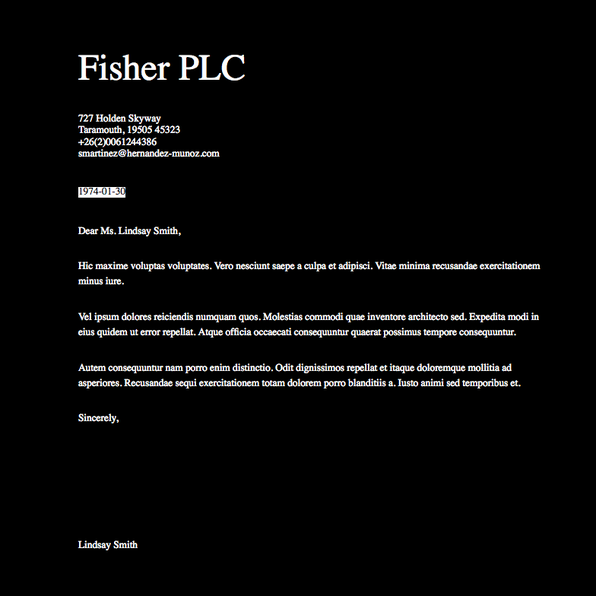 Fisher PLC
727 Holden Skyway
Taramouth, 19505 45323
+26(2)0061244386
smartinez@hernandez-munoz.com
1974-01-30
Dear Ms. Lindsay Smith,
Hic maxime voluptas voluptates. Vero nesciunt saepe a culpa et adipisci. Vitae minima recusandae exercitationem
minus iure.
Vel ipsum dolores reiciendis numquam quos. Molestias commodi quae inventore architecto sed. Expedita modi in
eius quidem ut error repellat. Atque officia occaecati consequuntur quaerat possimus tempore consequuntur.
Autem consequuntur nam porro enim distinctio. Odit dignissimos repellat et itaque doloremque mollitia ad
asperiores. Recusandae sequi exercitationem totam dolorem porro blanditiis a. Iusto animi sed temporibus et.
Sincerely,
Lindsay Smith